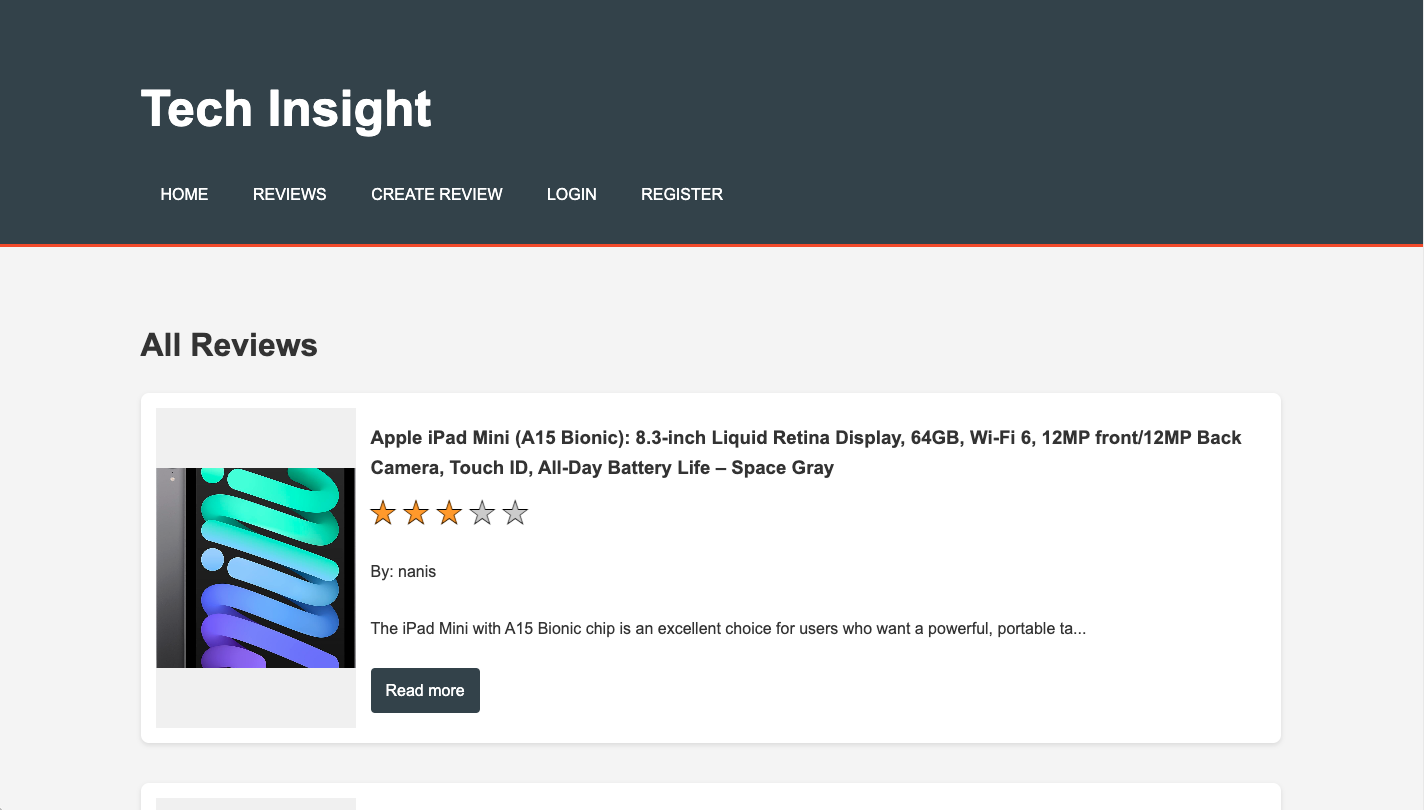 Tech Insight
HOME REVIEWS CREATE REVIEW LOGIN REGISTER
All Reviews
Apple iPad Mini (A15 Bionic): 8.3-inch Liquid Retina Display, 64GB, Wi-Fi 6, 12MP front/12MP Back
Camera, Touch ID, All-Day Battery Life – Space Gray
By: nanis
The iPad Mini with A15 Bionic chip is an excellent choice for users who want a powerful, portable ta...
Read more